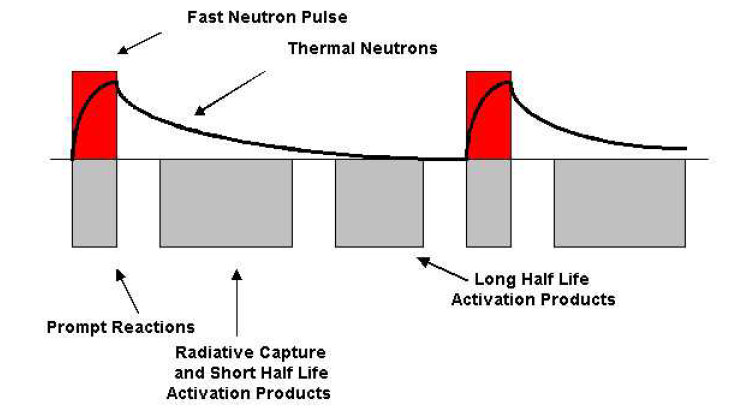 Fast Neutron Pulse
Thermal Neutrons
Long Half Life
Activation Products
Prompt Reactions
Radiative Capture
and Short Half Life
Activation Products